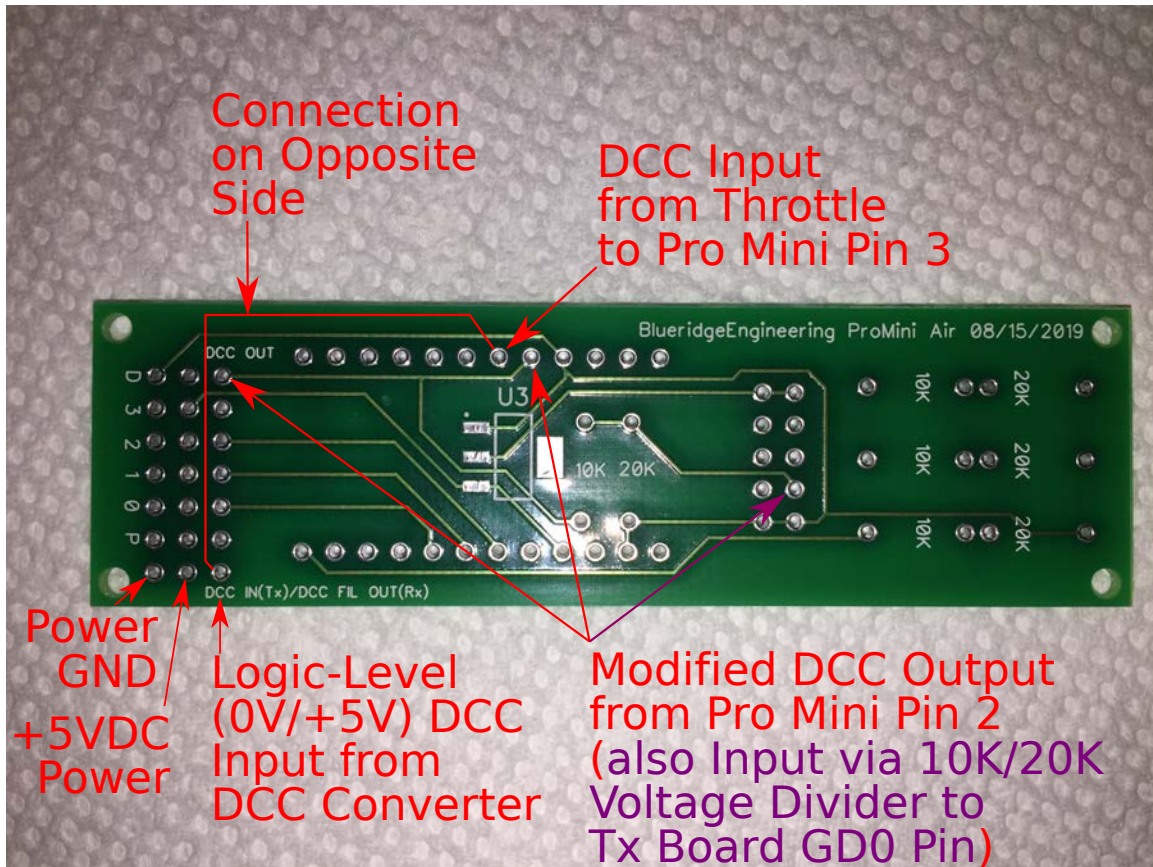 Connection
on Opposite
Side
DCC Input
from Throttle
to Pro Mini Pin 3
BlueridgeEngineering ProMini Air 08/15/2019
DCC OUT
D
3
2
1
0
P
U3
10K 20K
10K 20K
10K 20K
10K 20K
DCC IN(Tx)/DCC FIL OUT(Rx)
Power
GND
+5VDC
Power
Logic-Level
(0V/+5V) DCC
Input from
DCC Converter
Modified DCC Output
from Pro Mini Pin 2
(also Input via 10K/20K
Voltage Divider to
Tx Board GD0 Pin)